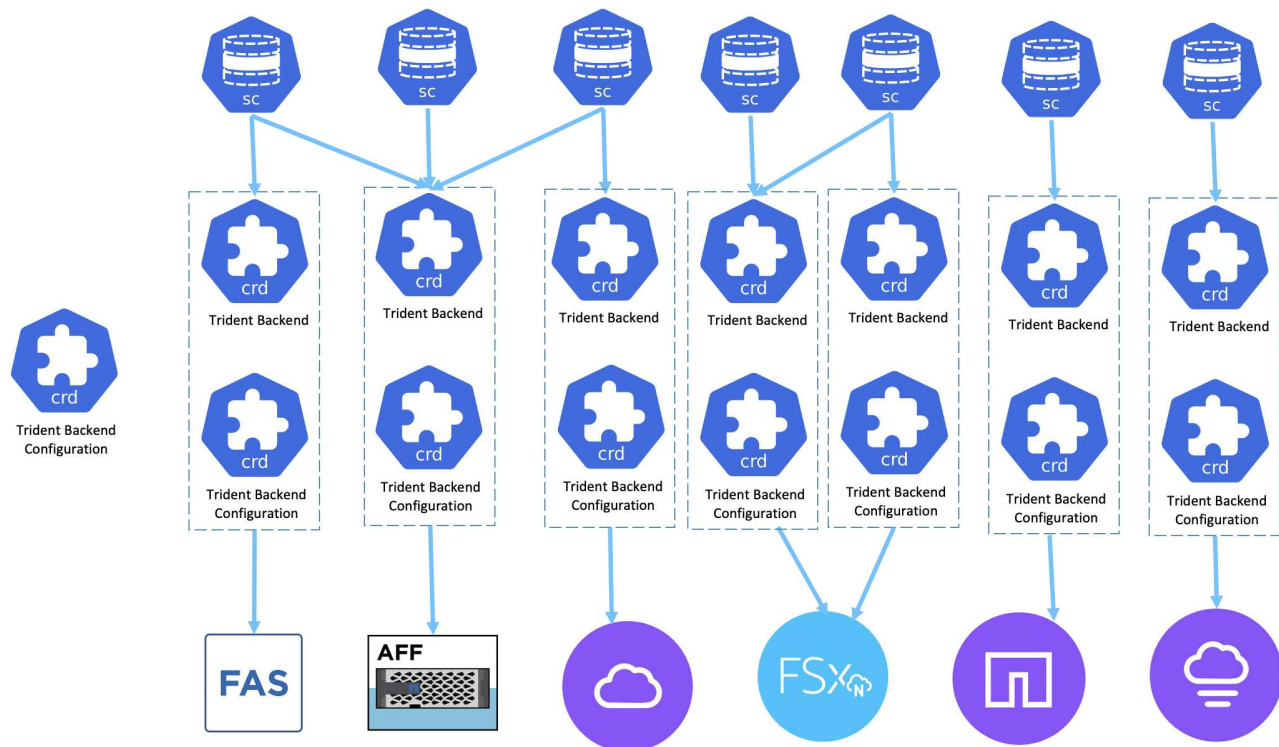 sc
sc
sc
sc
sc
sc
sc
crd
Trident Backend
crd
Trident Backend
crd
Trident Backend
crd
Trident Backend
crd
Trident Backend
crd
Trident Backend
crd
Trident Backend
crd
Trident Backend
Configuration
crd
Trident Backend
Configuration
crd
Trident Backend
Configuration
crd
Trident Backend
Configuration
crd
Trident Backend
Configuration
crd
Trident Backend
Configuration
crd
Trident Backend
Configuration
crd
Trident Backend
Configuration
FAS
AFF
FSx
N